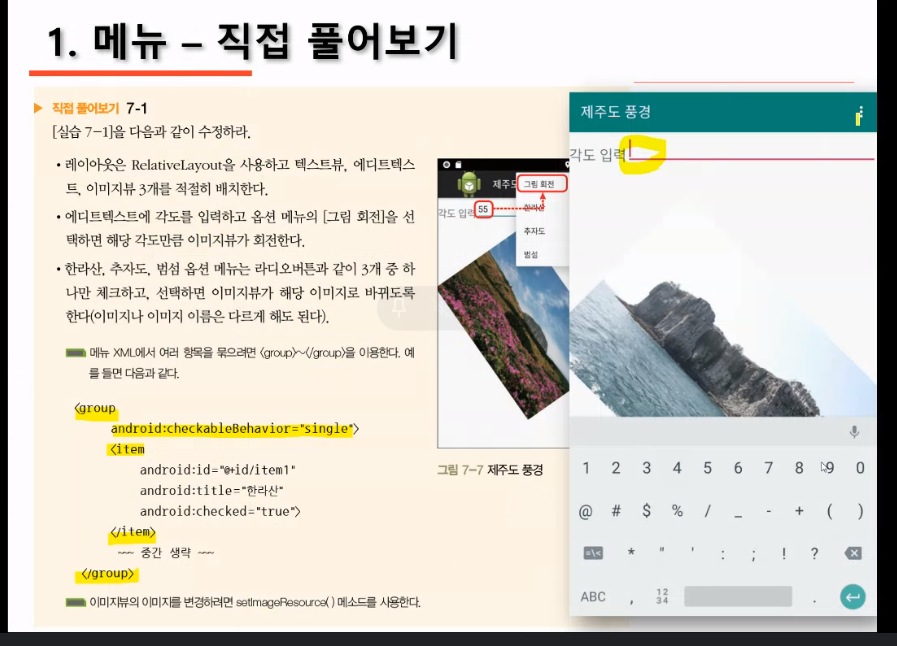 1. 메뉴 – 직접 풀어보기
▶ 직접 풀어보기 7-1
[실습 7-1]을 다음과 같이 수정하라.
• 레이아웃은 RelativeLayout을 사용하고 텍스트뷰, 에디트텍스
트, 이미지뷰 3개를 적절히 배치한다.
• 에디트텍스트에 각도를 입력하고 옵션 메뉴의 [그림 회전]을 선
택하면 해당 각도만큼 이미지뷰가 회전한다.
• 한라산, 추자도, 범섬 옵션 메뉴는 라디오버튼과 같이 3개 중 하
나만 체크하고, 선택하면 이미지뷰가 해당 이미지로 바뀌도록
한다(이미지나 이미지 이름은 다르게 해도 된다).
메뉴 XML에서 여러 항목을 묶으려면 〈group〉~〈/group〉을 이용한다. 예
를 들면 다음과 같다.
〈group
android:checkableBehavior="single"〉
〈item
android:id="@+id/item1"
android:title="한라산"
android:checked="true"〉
〈/item〉
~~~ 중간 생략 ~~~
〈/group〉
이미지뷰의 이미지를 변경하려면 setImageResource( ) 메소드를 사용한다.
제주도
그림 회전
한라산
추자도
범섬
각도 입력 55
그림 7-7 제주도 풍경
제주도 풍경
각도 입력
1 2 3 4 5 6 7 8 9 0
@ # $ % / _ - + ( )
=\< * " ' : ; ! ?
ABC , 12 34 .